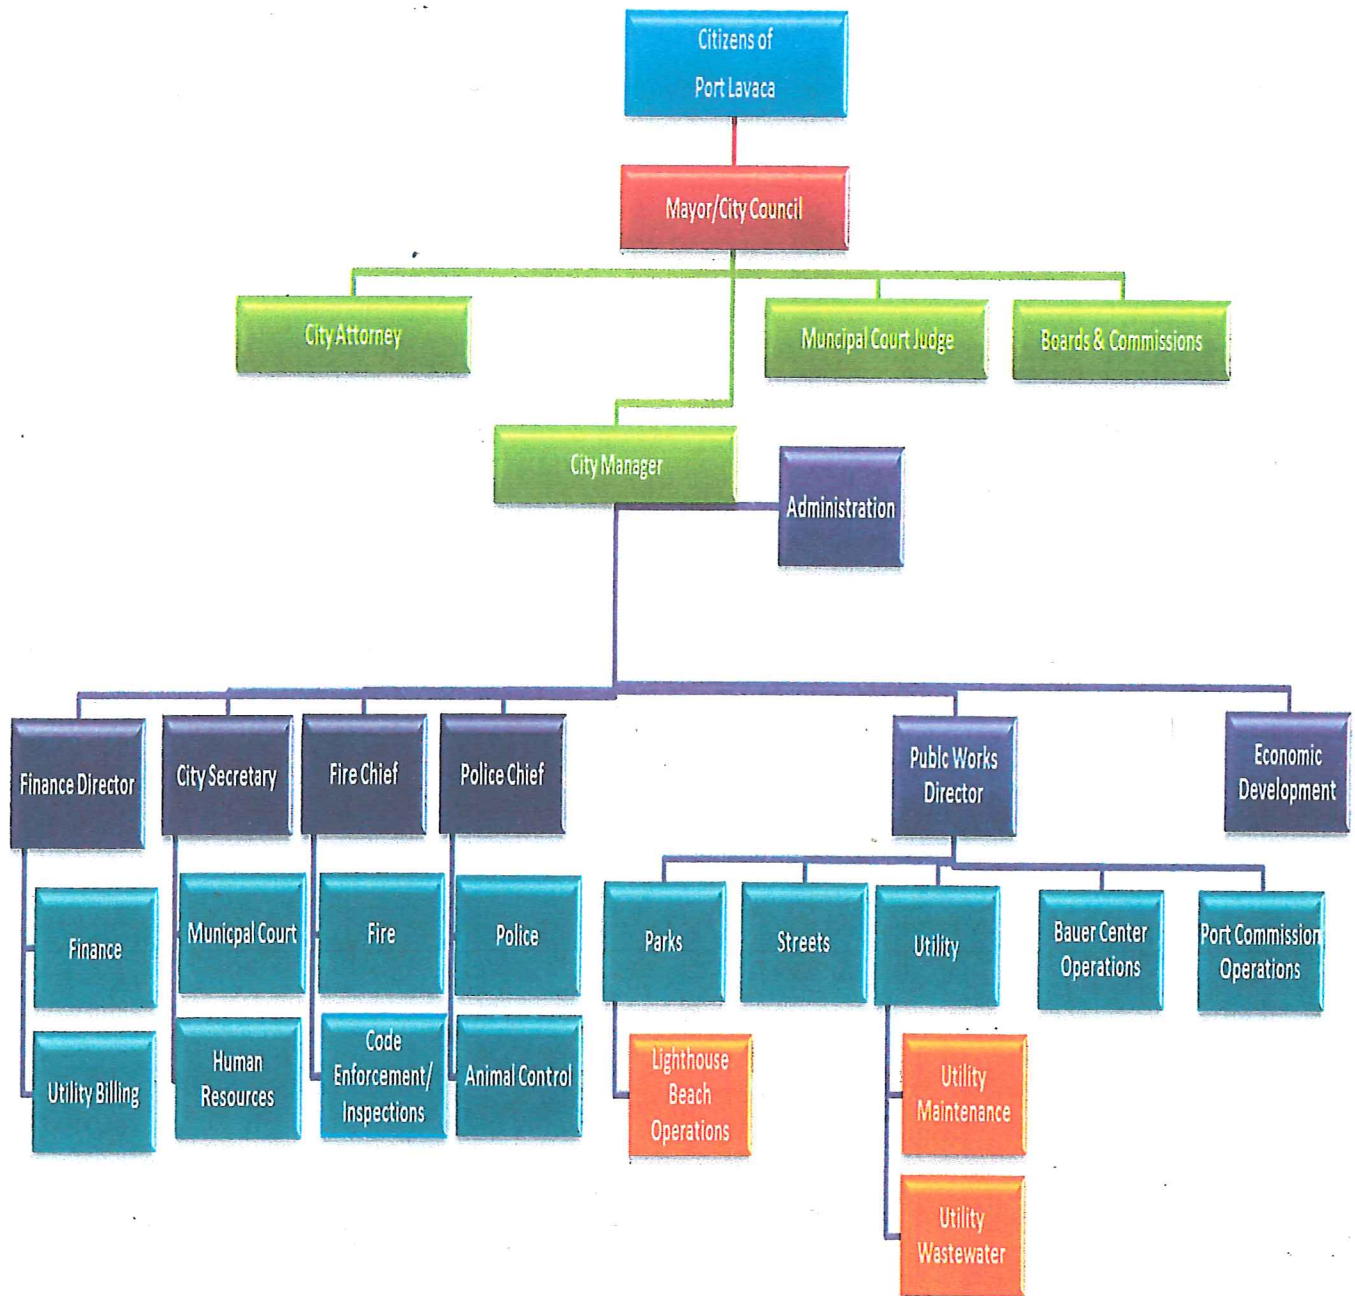 Citizens of
Port Lavaca
Mayor/City Council
City Attorney
Muncipal Court Judge
Boards & Commissions
City Manager
Administration
Finance Director
City Secretary
Fire Chief
Police Chief
Publc Works
Director
Economic
Development
Finance
Municpal Court
Fire
Police
Parks
Streets
Utility
Bauer Center
Operations
Port Commission
Operations
Utility Billing
Human
Resources
Code
Enforcement/
Inspections
Animal Control
Lighthouse
Beach
Operations
Utility
Maintenance
Utility
Wastewater